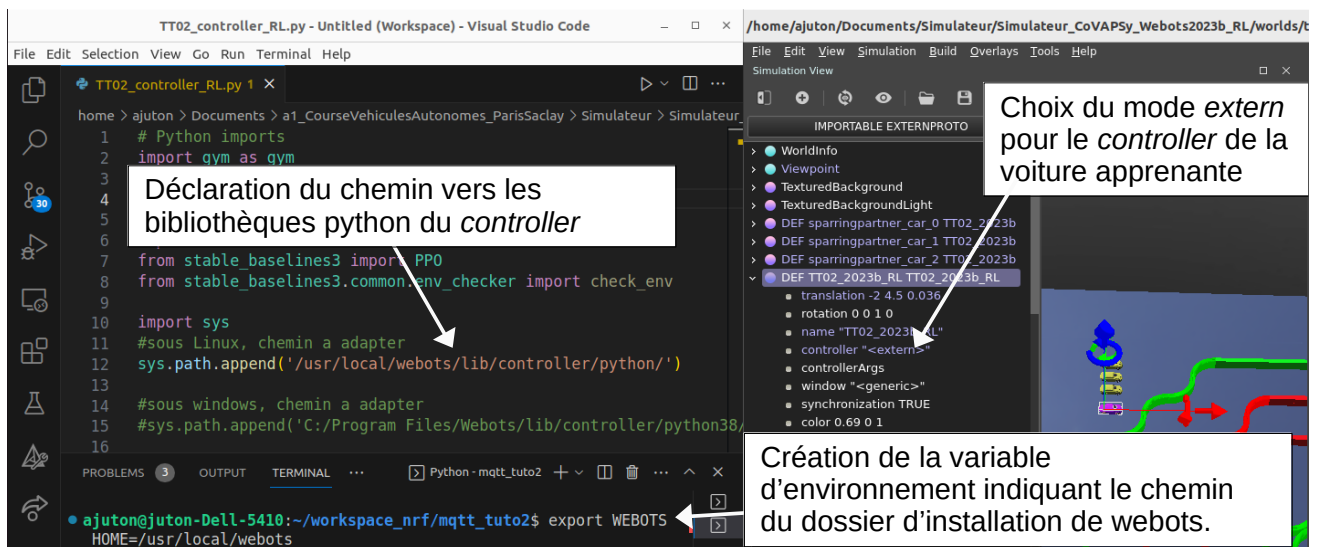 TT02_controller_RL.py - Untitled (Workspace) - Visual Studio Code
File Edit Selection View Go Run Terminal Help
TT02_controller_RL.py 1
home > ajuton > Documents > a1_CourseVehiculesAutonomes_ParisSaclay > Simulateur > Simulateur_
1 # Python imports
2 import gym as gym
3
4
5
6
7 from stable_baselines3 import PPO
8 from stable_baselines3.common.env_checker import check_env
9
10 import sys
11 #sous Linux, chemin a adapter
12 sys.path.append('/usr/local/webots/lib/controller/python/')
13
14 #sous windows, chemin a adapter
15 #sys.path.append('C:/Program Files/Webots/lib/controller/python38/
16
30
Déclaration du chemin vers les
bibliothèques python du controller
PROBLEMS 3 OUTPUT TERMINAL ... Python - mqtt_tuto2
ajuton@juton-Dell-5410:~/workspace_nrf/mqtt_tuto2$ export WEBOTS
HOME=/usr/local/webots
/home/ajuton/Documents/Simulateur/Simulateur_CoVAPSy_Webots2023b_RL/worlds/t
File Edit View Simulation Build Overlays Tools Help
Simulation View
IMPORTABLE EXTERNPROTO
Choix du mode extern
pour le controller de la
voiture apprenante
WorldInfo
Viewpoint
TexturedBackground
TexturedBackgroundLight
DEF sparringpartner_car_0 TT02_2023b
DEF sparringpartner_car_1 TT02_2023b
DEF sparringpartner_car_2 TT02_2023b
DEF TT02_2023b_RL TT02_2023b_RL
translation -2 4.5 0.036
rotation 0 0 1 0
name "TT02_2023b_RL"
controller "<extern>"
controllerArgs
window "<generic>"
synchronization TRUE
color 0.69 0 1
Création de la variable
d'environnement indiquant le chemin
du dossier d'installation de webots.